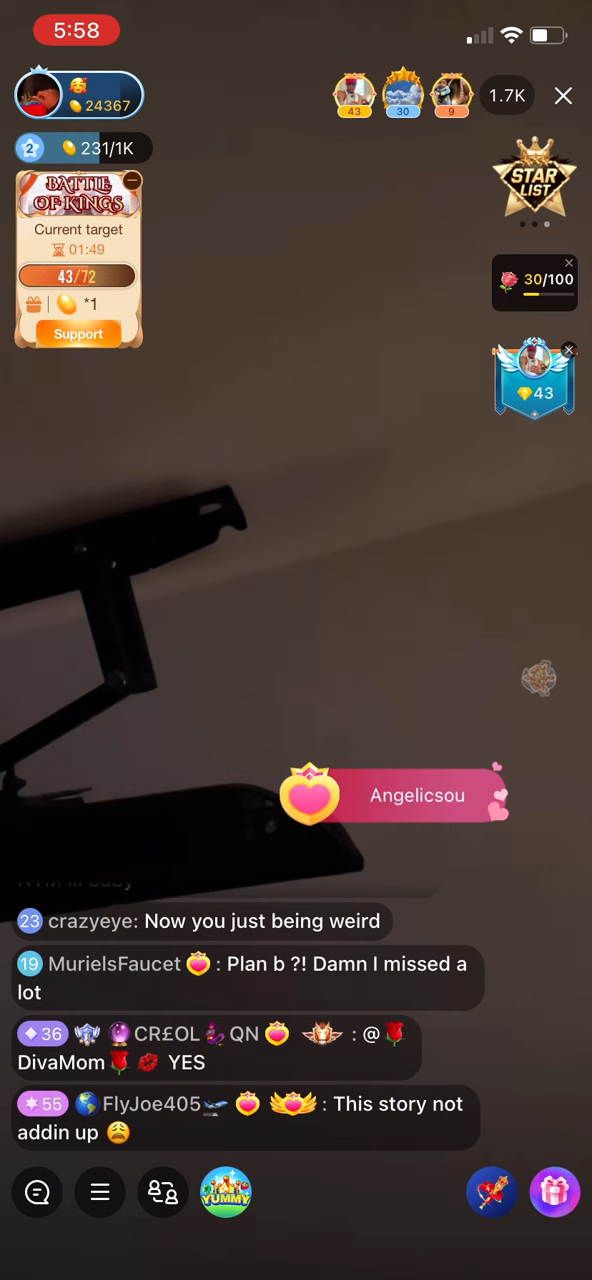 5:58
🥰
24367
43
30
9
1.7K
2
231/1K
STAR
LIST
BATTLE
OF KINGS
Current target
01:49
43/72
*1
Support
30/100
43
Angelicsou
23 crazyeye: Now you just being weird
19 MurielsFaucet : Plan b ?! Damn I missed a
lot
36 🔮CR£OL QN : @🌹
DivaMom🌹💋 YES
55 🌎FlyJoe405 : This story not
addin up 😩
YUMMY